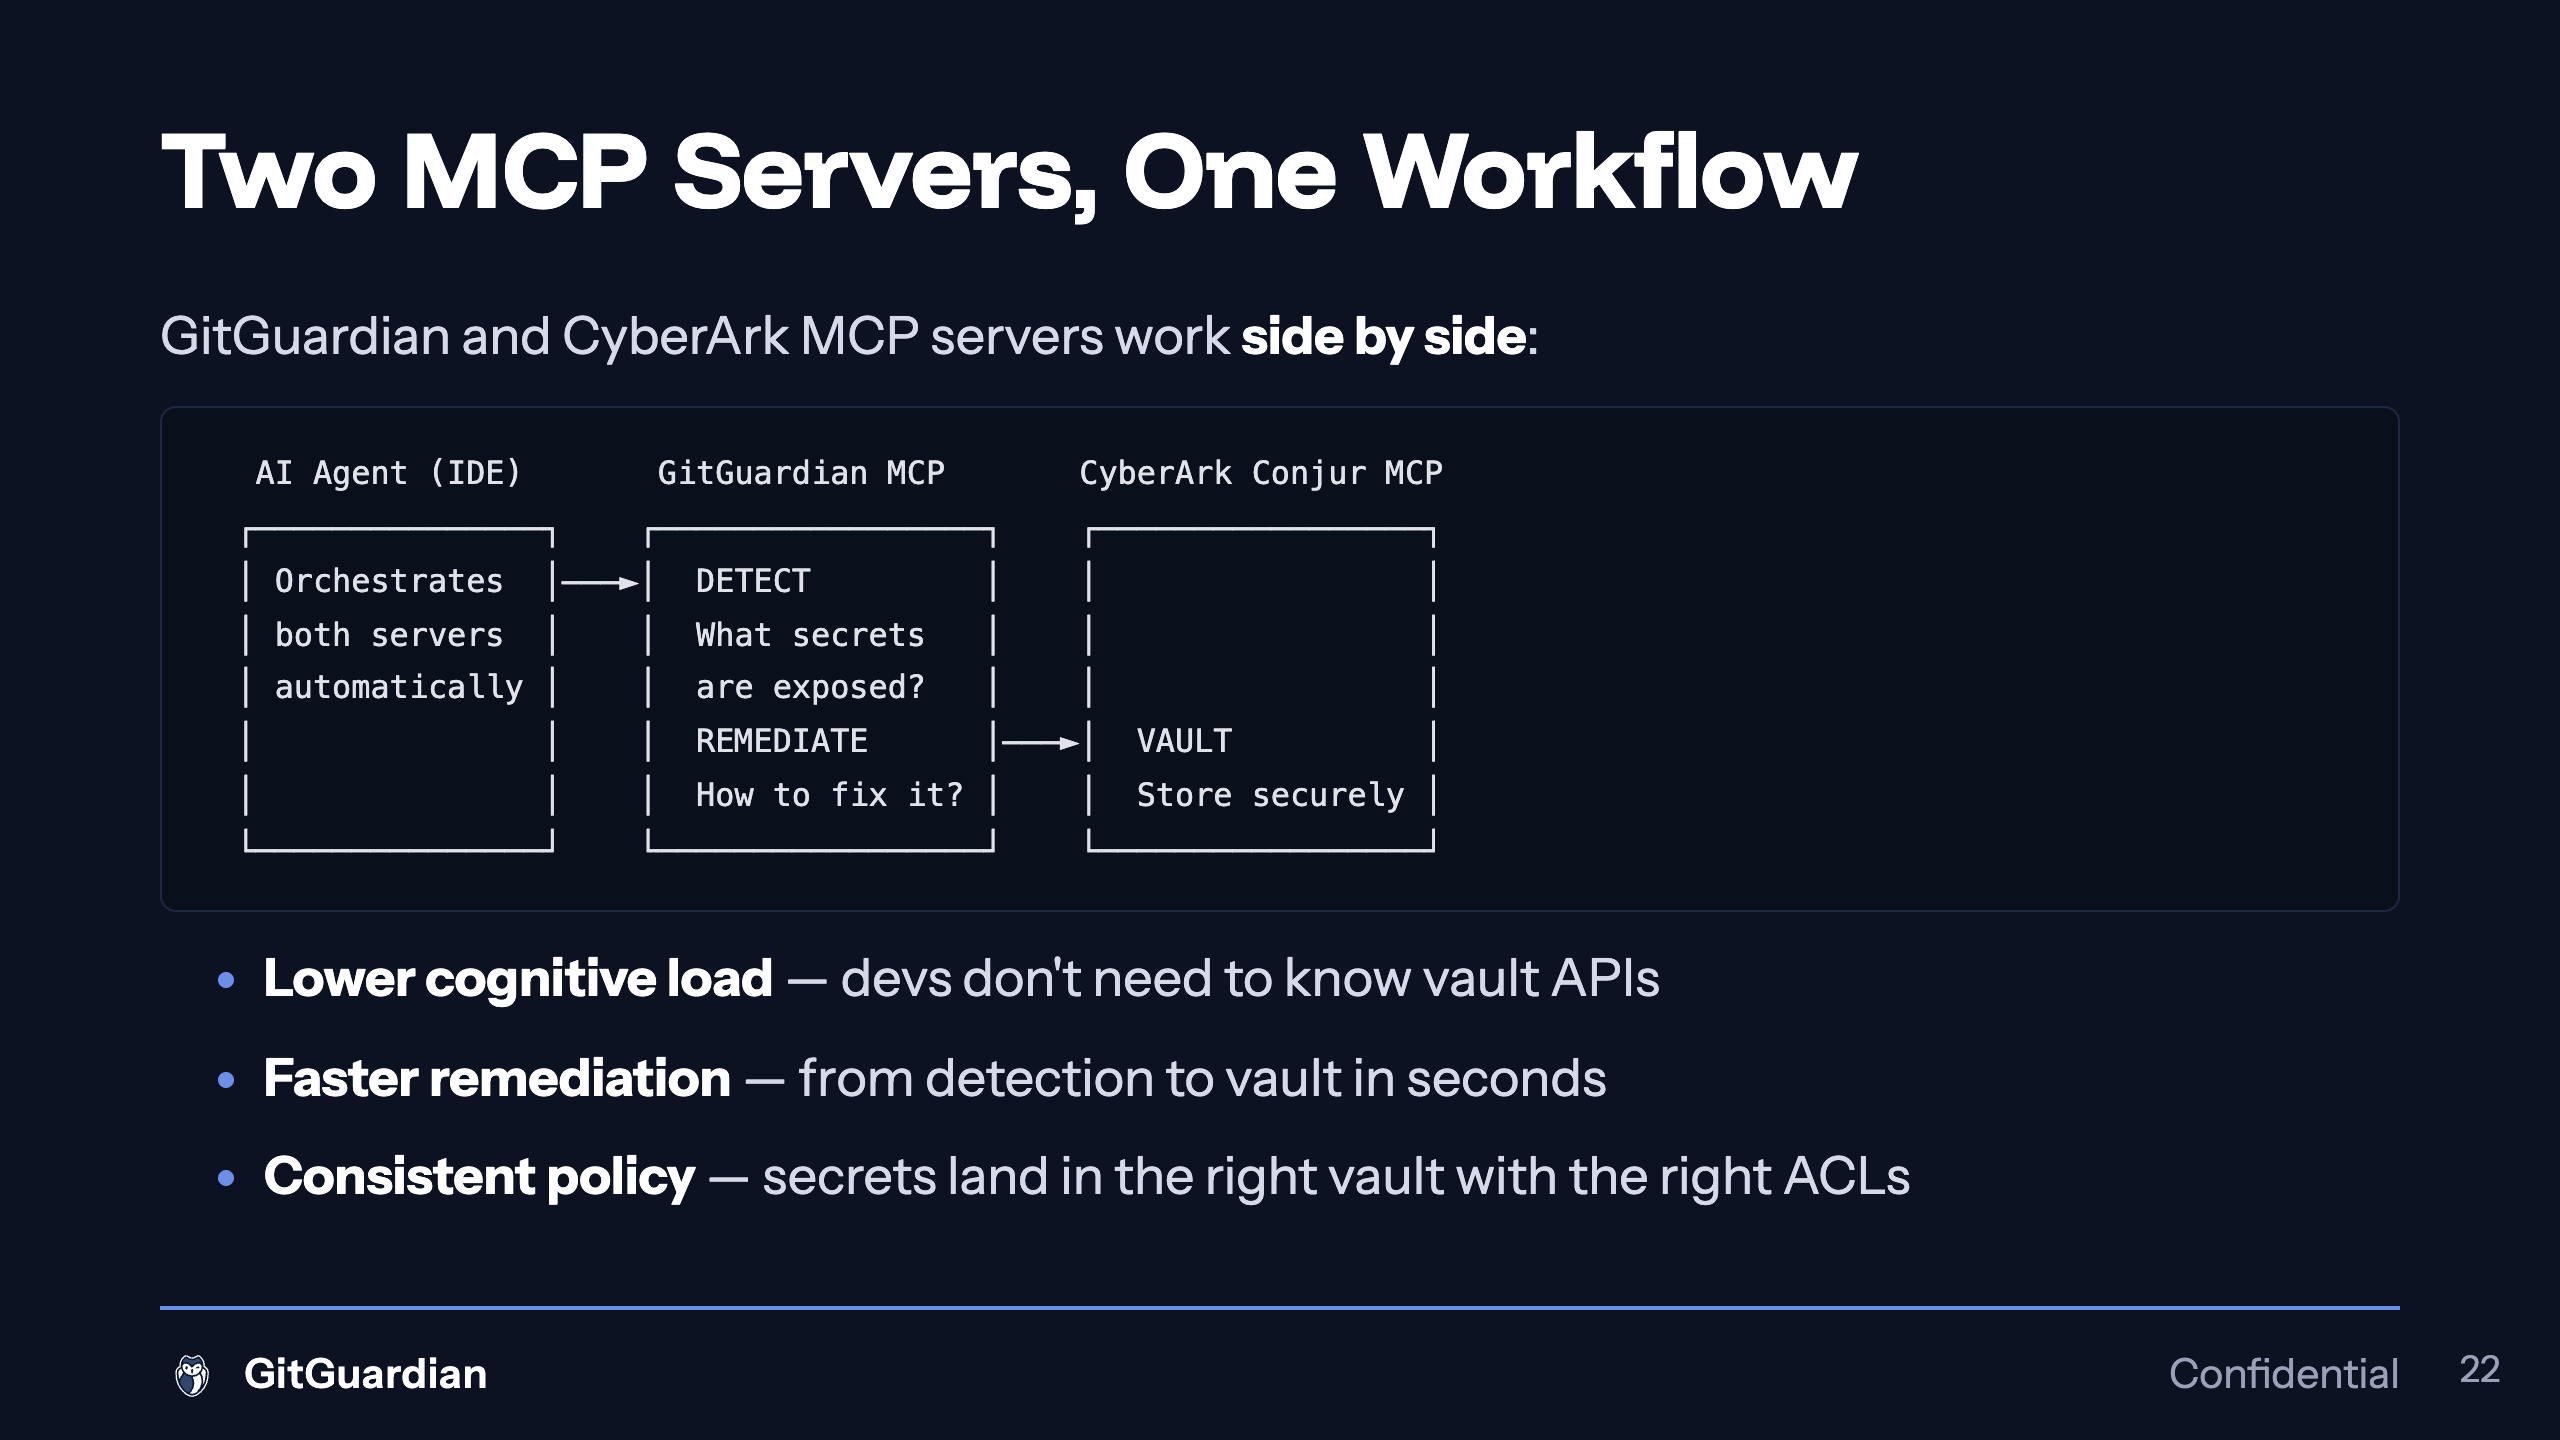 Two MCP Servers, One Workflow
GitGuardian and CyberArk MCP servers work side by side:
AI Agent (IDE) GitGuardian MCP CyberArk Conjur MCP
Orchestrates DETECT
both servers What secrets
automatically are exposed?
REMEDIATE VAULT
How to fix it? Store securely
• Lower cognitive load — devs don't need to know vault APIs
• Faster remediation — from detection to vault in seconds
• Consistent policy — secrets land in the right vault with the right ACLs
GitGuardian Confidential 22